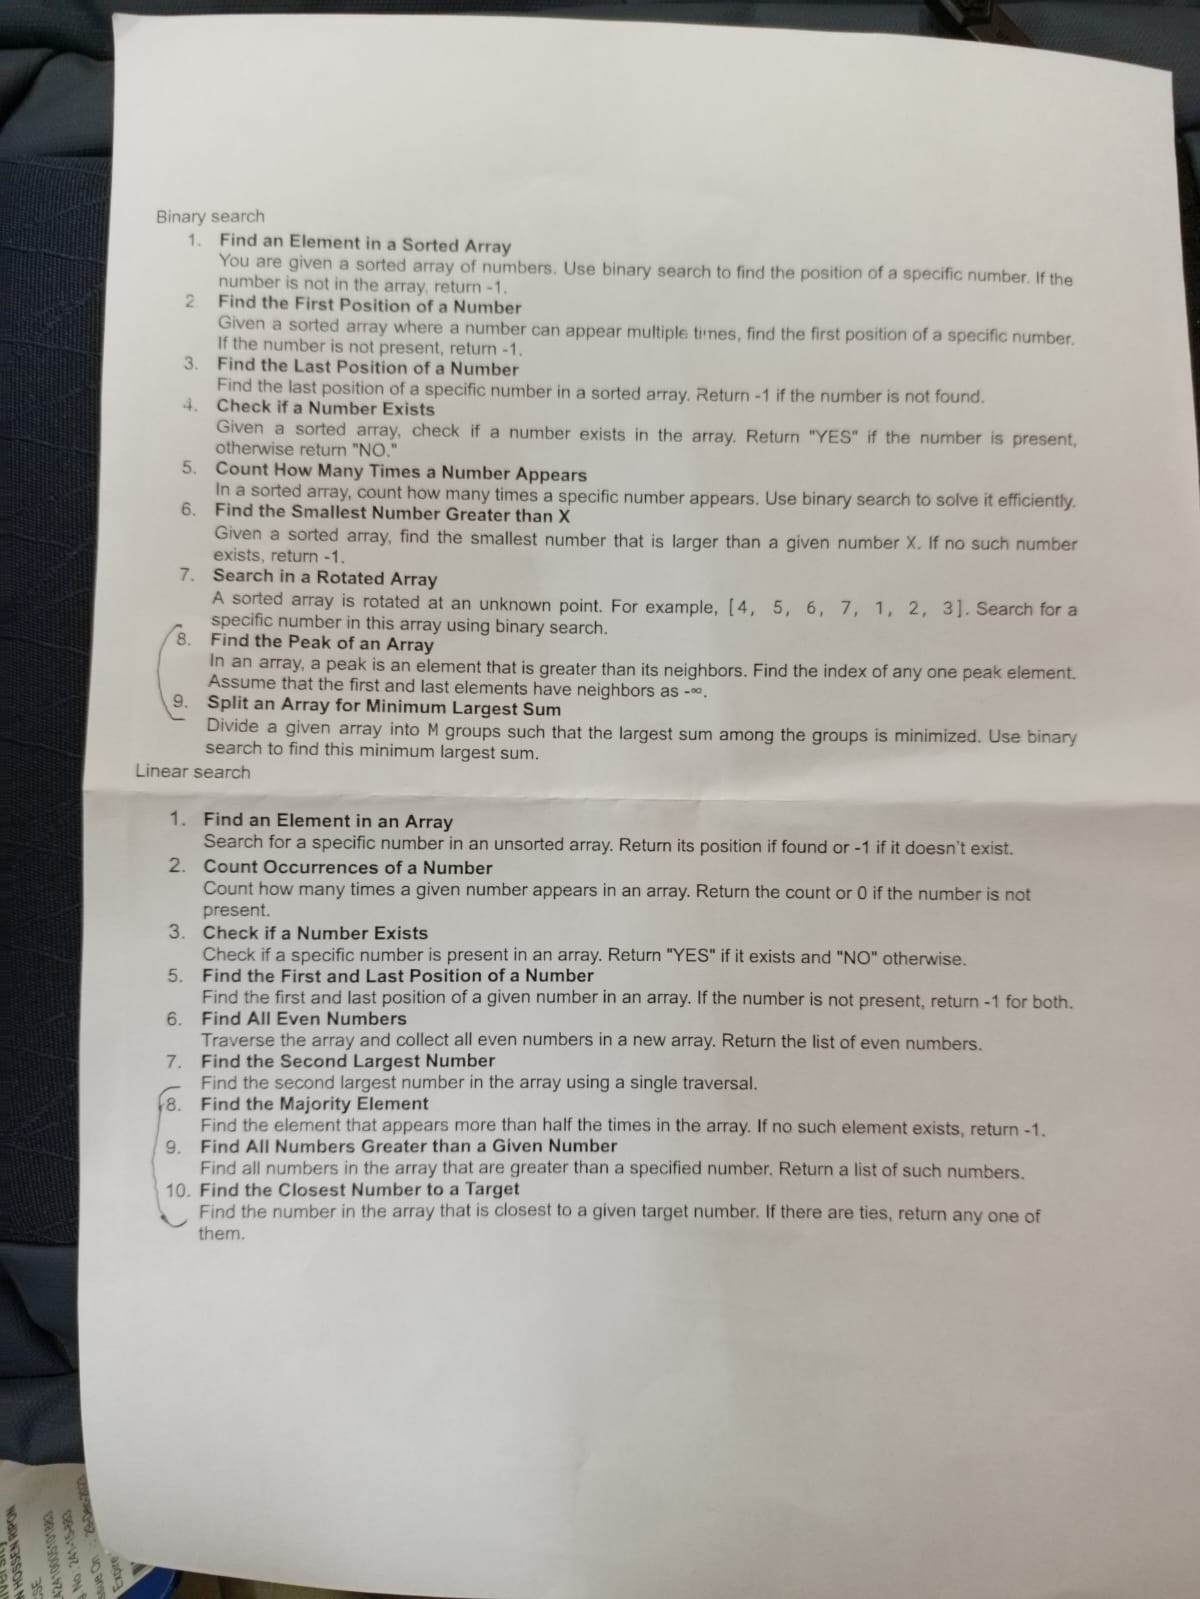 Binary search
1. Find an Element in a Sorted Array
You are given a sorted array of numbers. Use binary search to find the position of a specific number. If the
number is not in the array, return -1.
2. Find the First Position of a Number
Given a sorted array where a number can appear multiple times, find the first position of a specific number.
If the number is not present, return -1.
3. Find the Last Position of a Number
Find the last position of a specific number in a sorted array. Return -1 if the number is not found.
4. Check if a Number Exists
Given a sorted array, check if a number exists in the array. Return "YES" if the number is present,
otherwise return "NO."
5. Count How Many Times a Number Appears
In a sorted array, count how many times a specific number appears. Use binary search to solve it efficiently.
6. Find the Smallest Number Greater than X
Given a sorted array, find the smallest number that is larger than a given number X. If no such number
exists, return -1.
7. Search in a Rotated Array
A sorted array is rotated at an unknown point. For example, [4, 5, 6, 7, 1, 2, 3]. Search for a
specific number in this array using binary search.
8. Find the Peak of an Array
In an array, a peak is an element that is greater than its neighbors. Find the index of any one peak element.
Assume that the first and last elements have neighbors as -∞.
9. Split an Array for Minimum Largest Sum
Divide a given array into M groups such that the largest sum among the groups is minimized. Use binary
search to find this minimum largest sum.
Linear search
1. Find an Element in an Array
Search for a specific number in an unsorted array. Return its position if found or -1 if it doesn't exist.
2. Count Occurrences of a Number
Count how many times a given number appears in an array. Return the count or 0 if the number is not
present.
3. Check if a Number Exists
Check if a specific number is present in an array. Return "YES" if it exists and "NO" otherwise.
5. Find the First and Last Position of a Number
Find the first and last position of a given number in an array. If the number is not present, return -1 for both.
6. Find All Even Numbers
Traverse the array and collect all even numbers in a new array. Return the list of even numbers.
7. Find the Second Largest Number
Find the second largest number in the array using a single traversal.
8. Find the Majority Element
Find the element that appears more than half the times in the array. If no such element exists, return -1.
9. Find All Numbers Greater than a Given Number
Find all numbers in the array that are greater than a specified number. Return a list of such numbers.
10. Find the Closest Number to a Target
Find the number in the array that is closest to a given target number. If there are ties, return any one of
them.